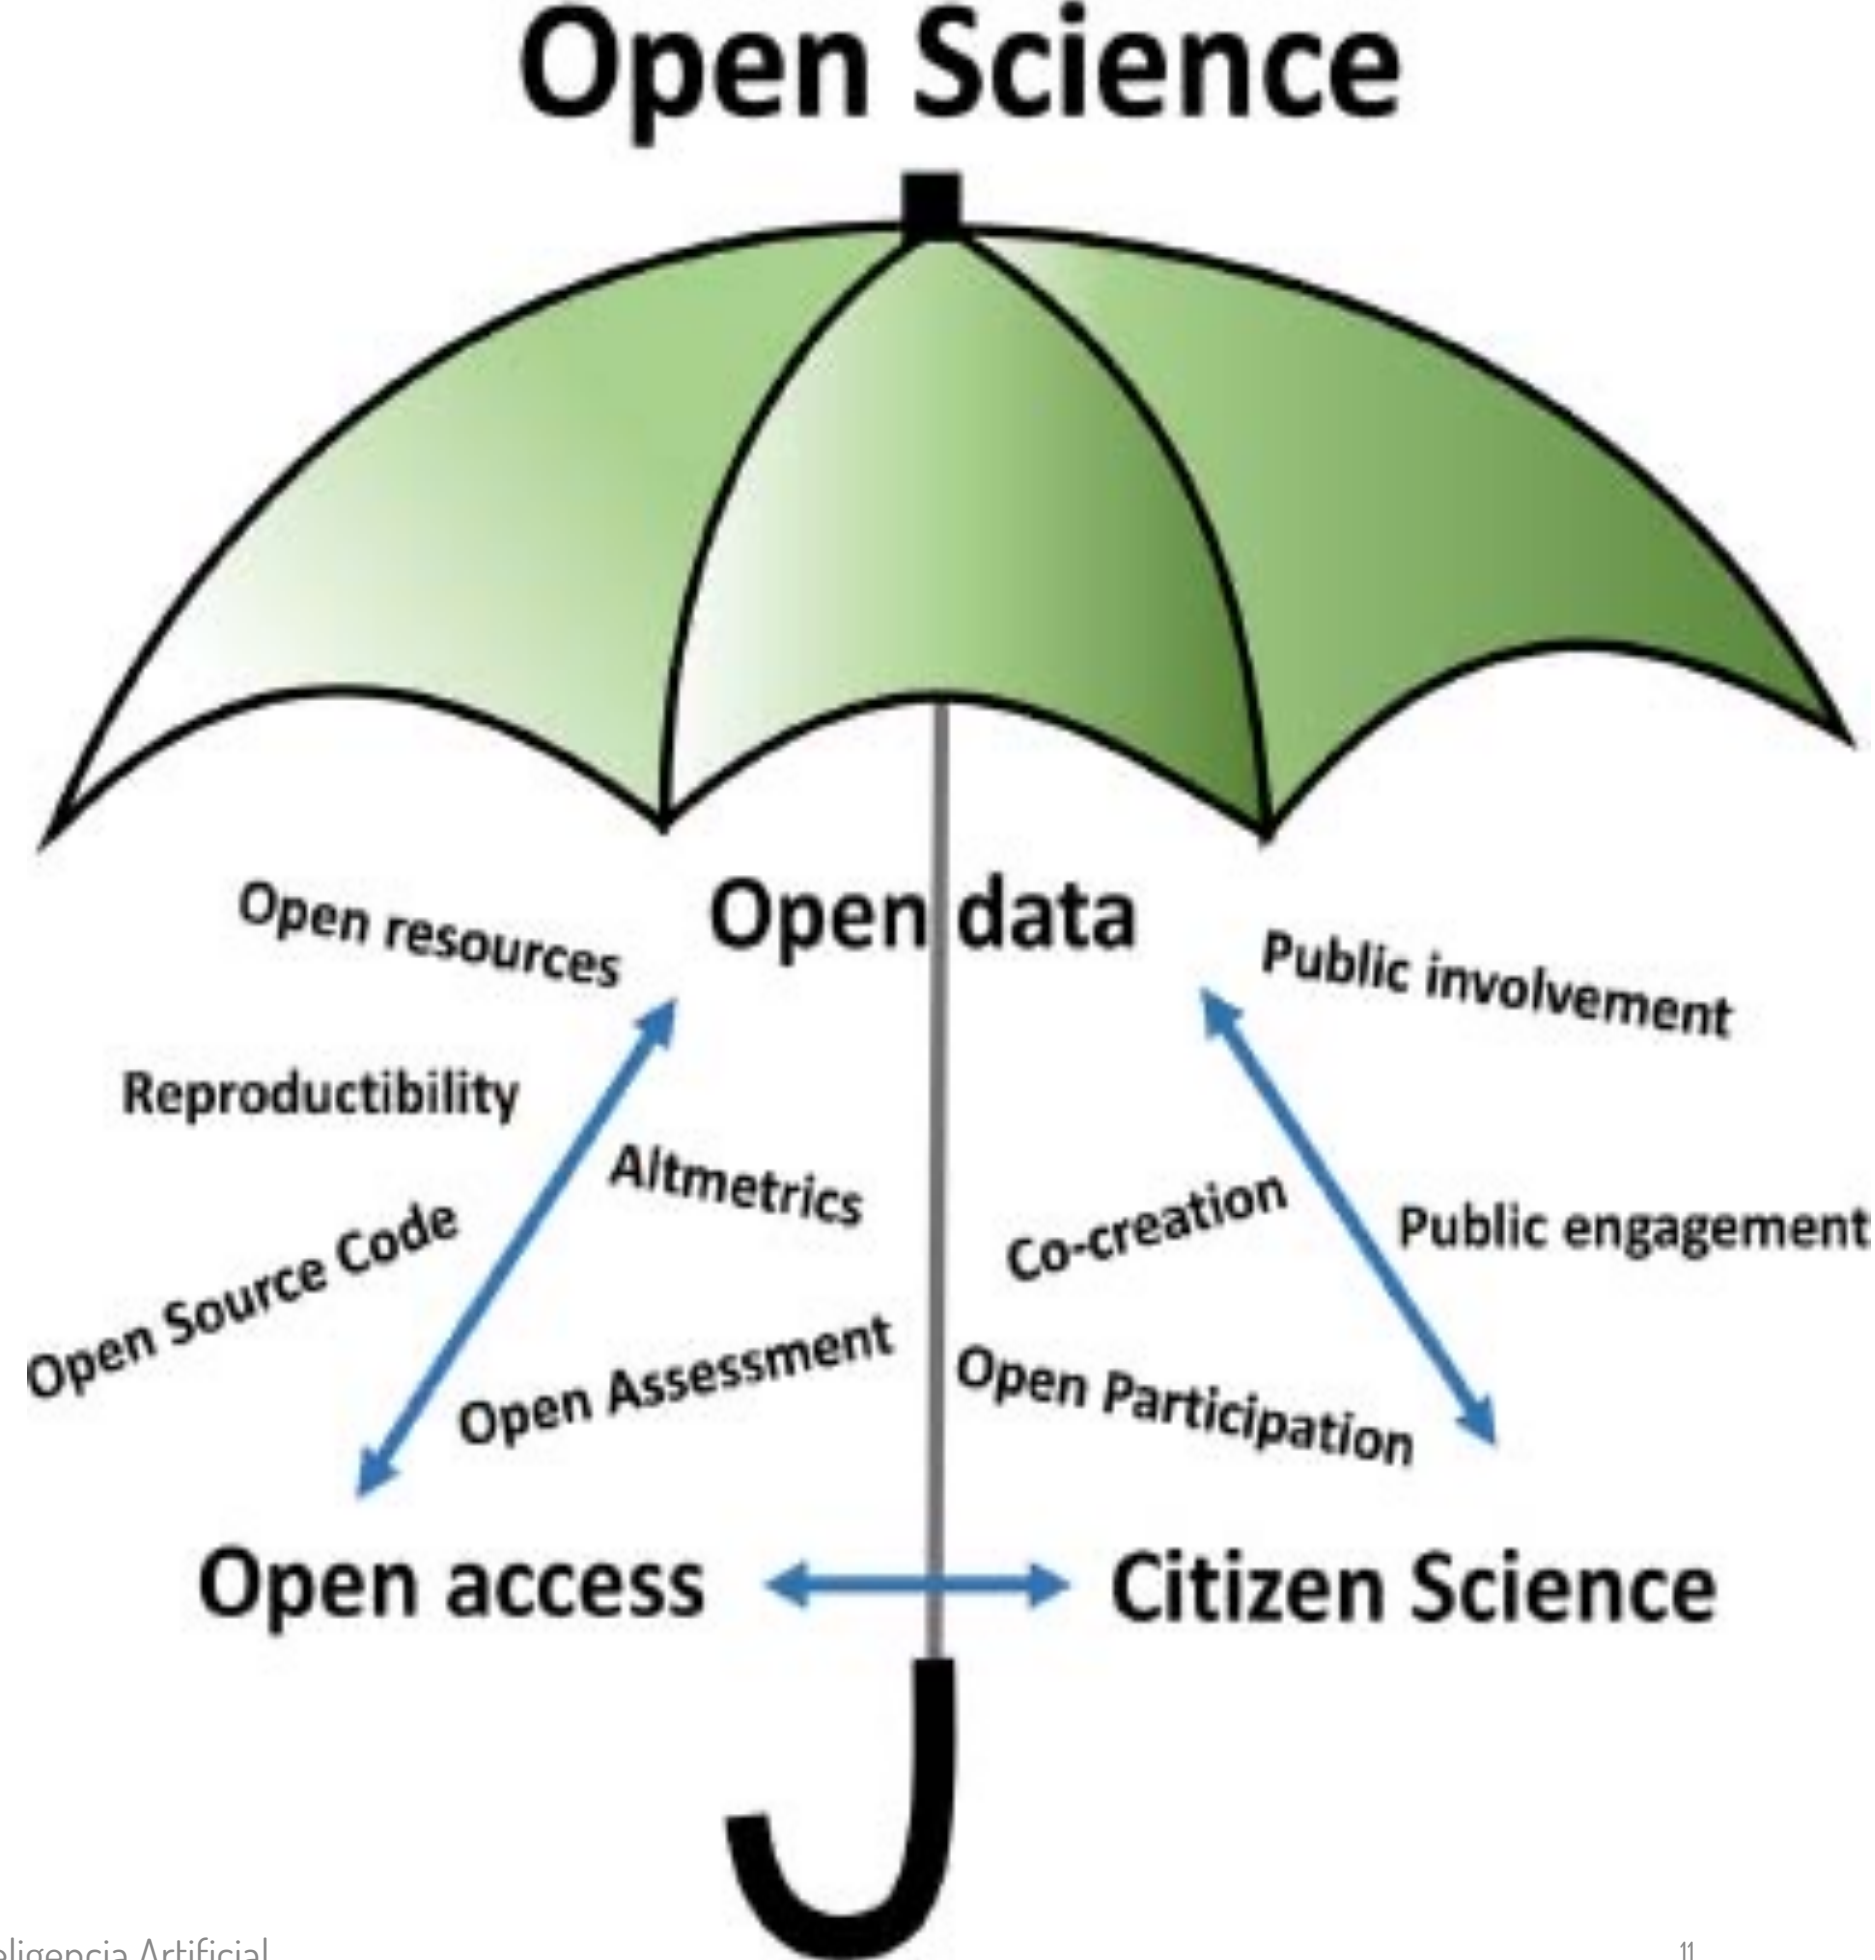 Open Science
Open resources
Open data
Public involvement
Reproductibility
Altmetrics
Co-creation
Public engagement
Open Source Code
Open Assessment
Open Participation
Open access
Citizen Science
Artificial
11